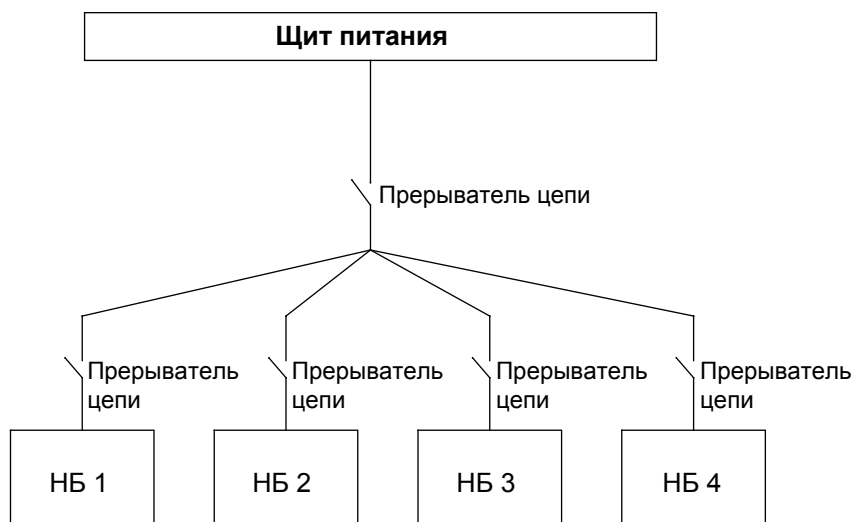 Щит питания
Прерыватель цепи
Прерыватель
цепи
Прерыватель
цепи
Прерыватель
цепи
Прерыватель
цепи
НБ 1
НБ 2
НБ 3
НБ 4